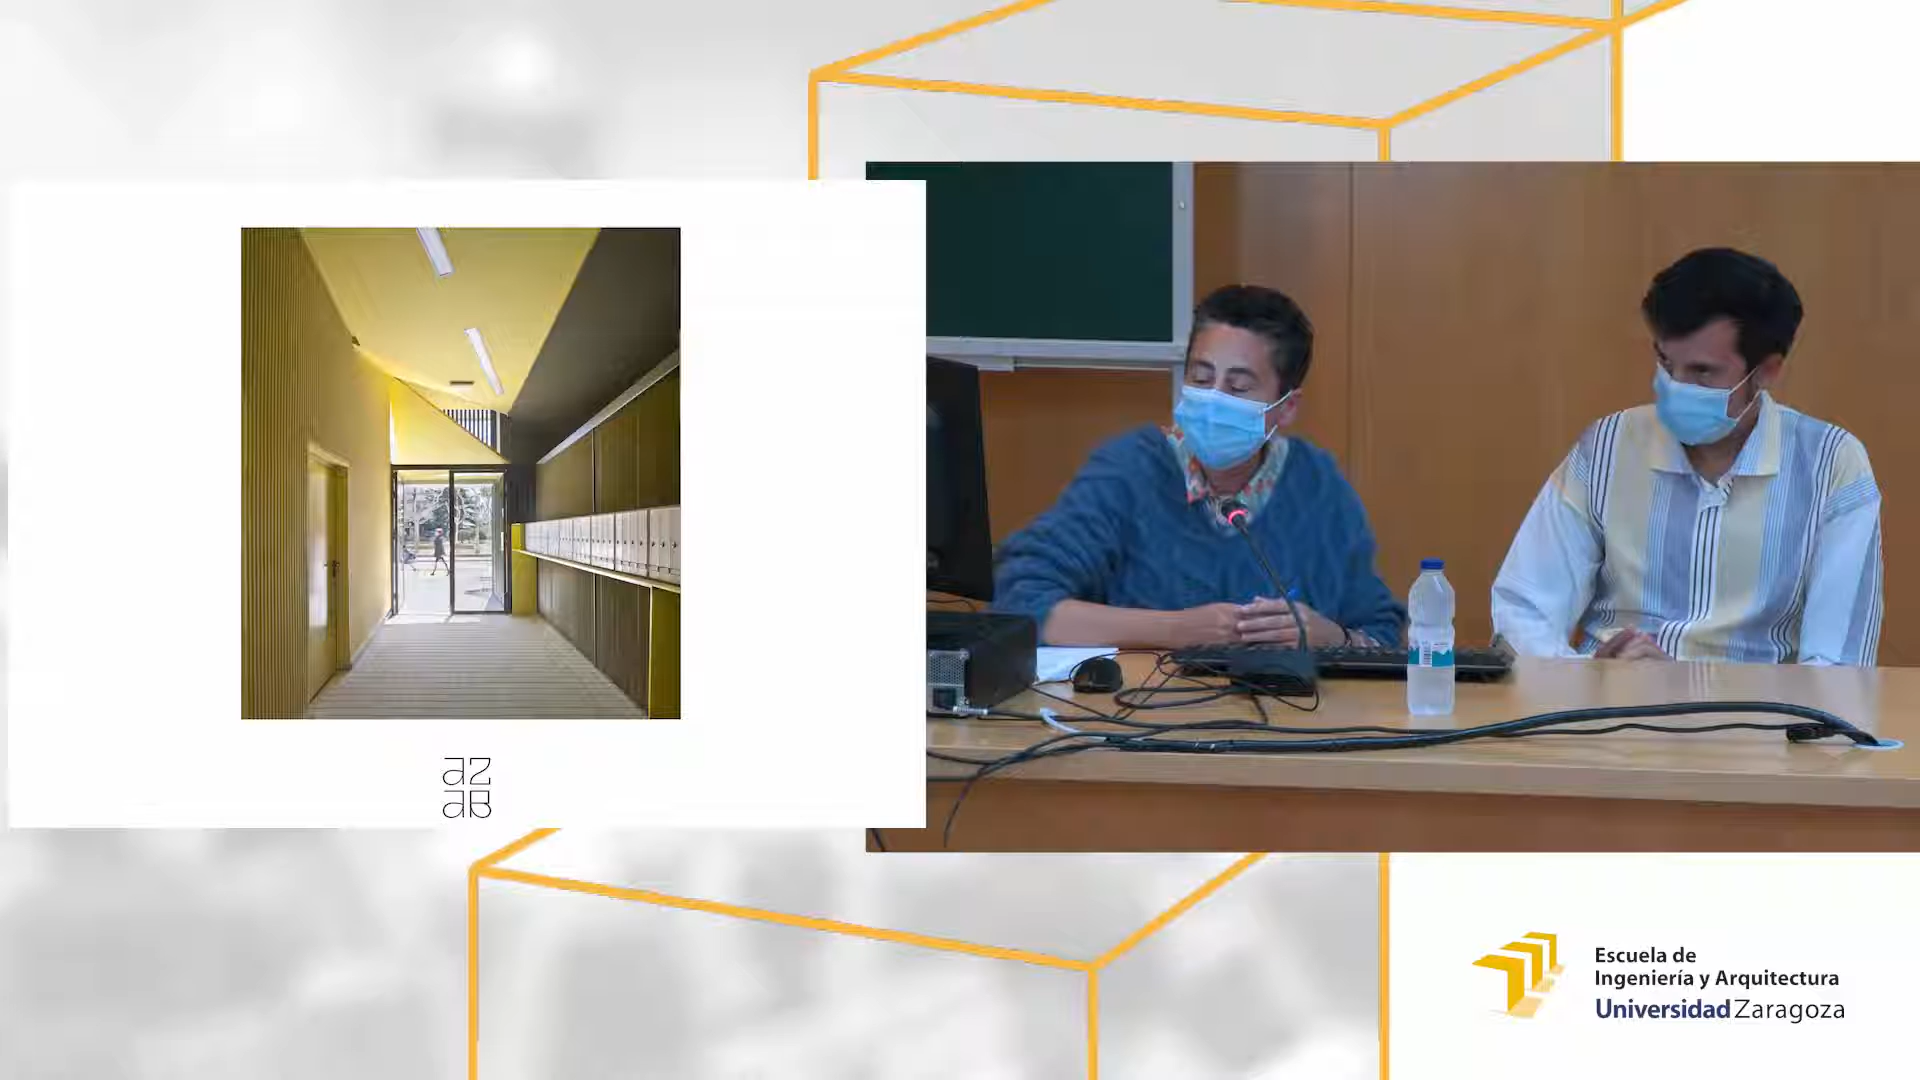 az
ab
Escuela de
Ingeniería y Arquitectura
Universidad Zaragoza